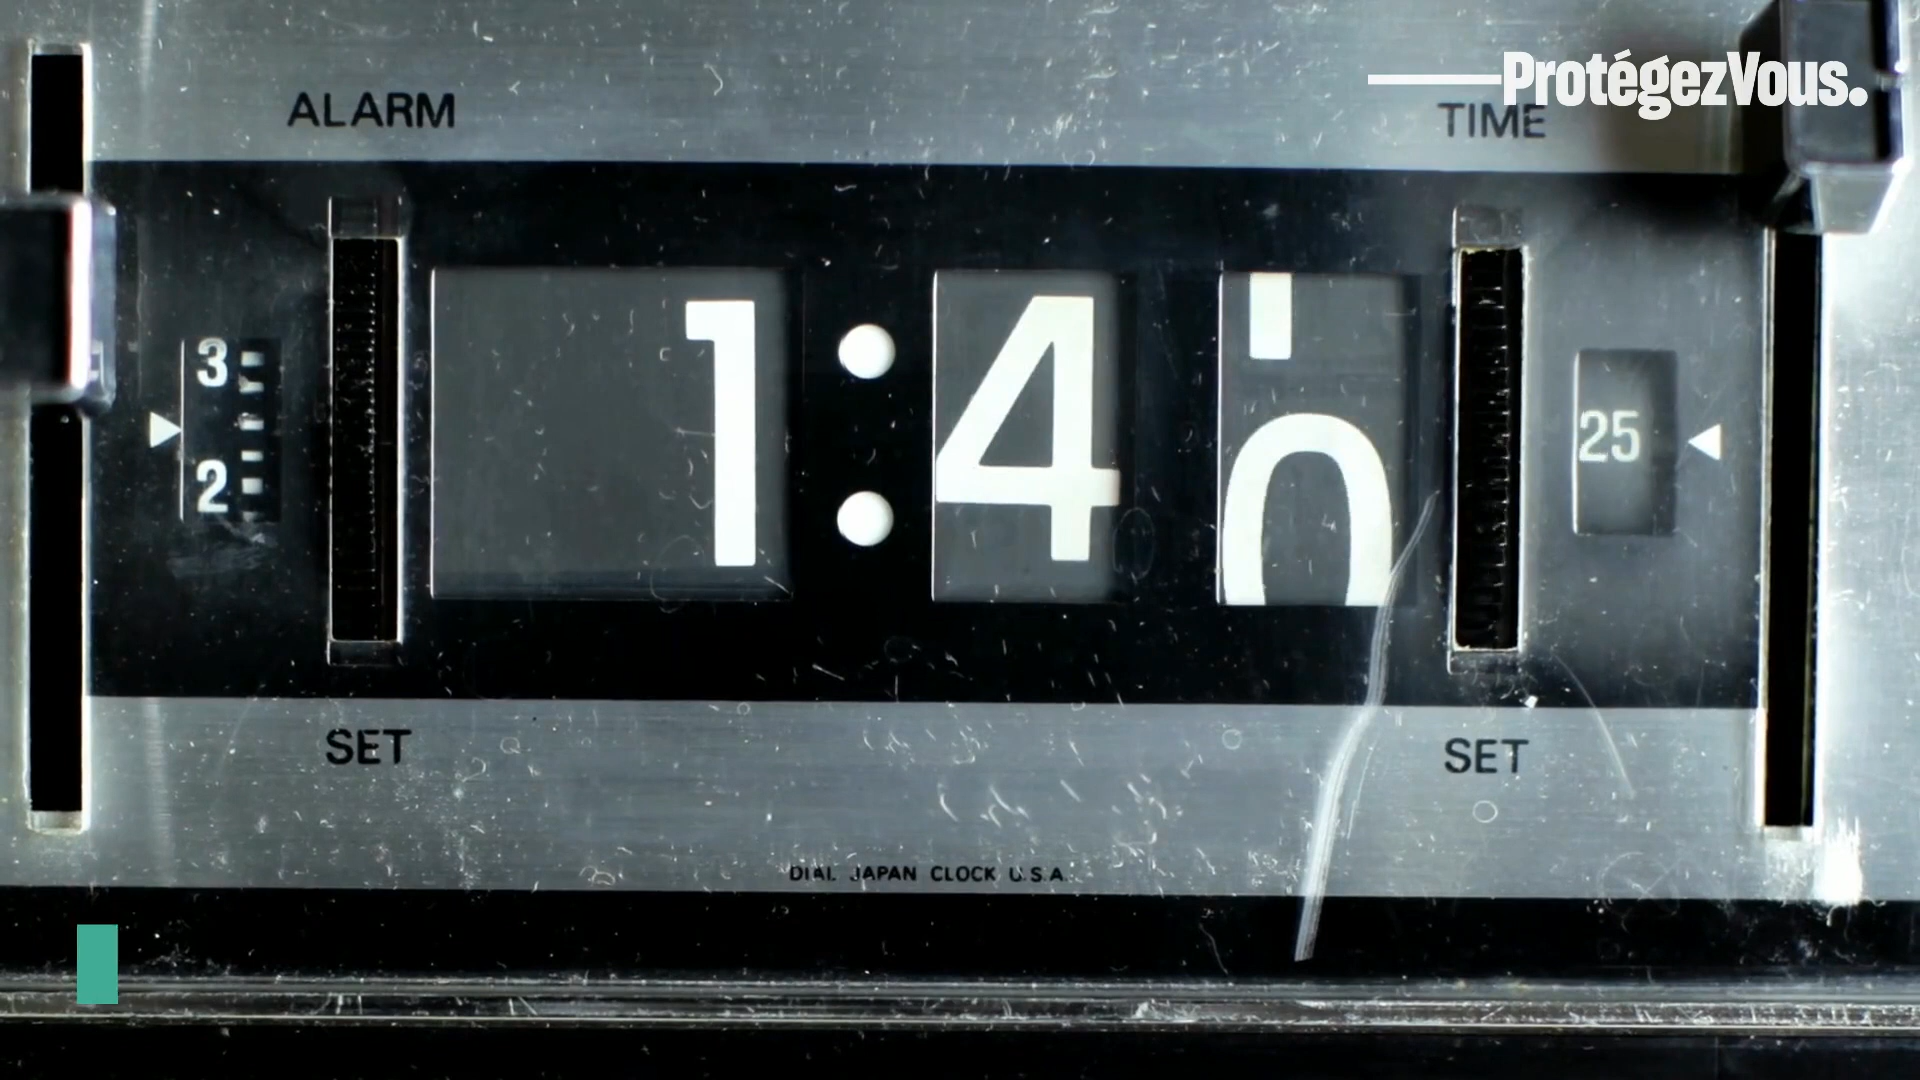 ProtégezVous.
ALARM
TIME
3
2
1:40
25
SET
SET
DIAL JAPAN CLOCK U.S.A.